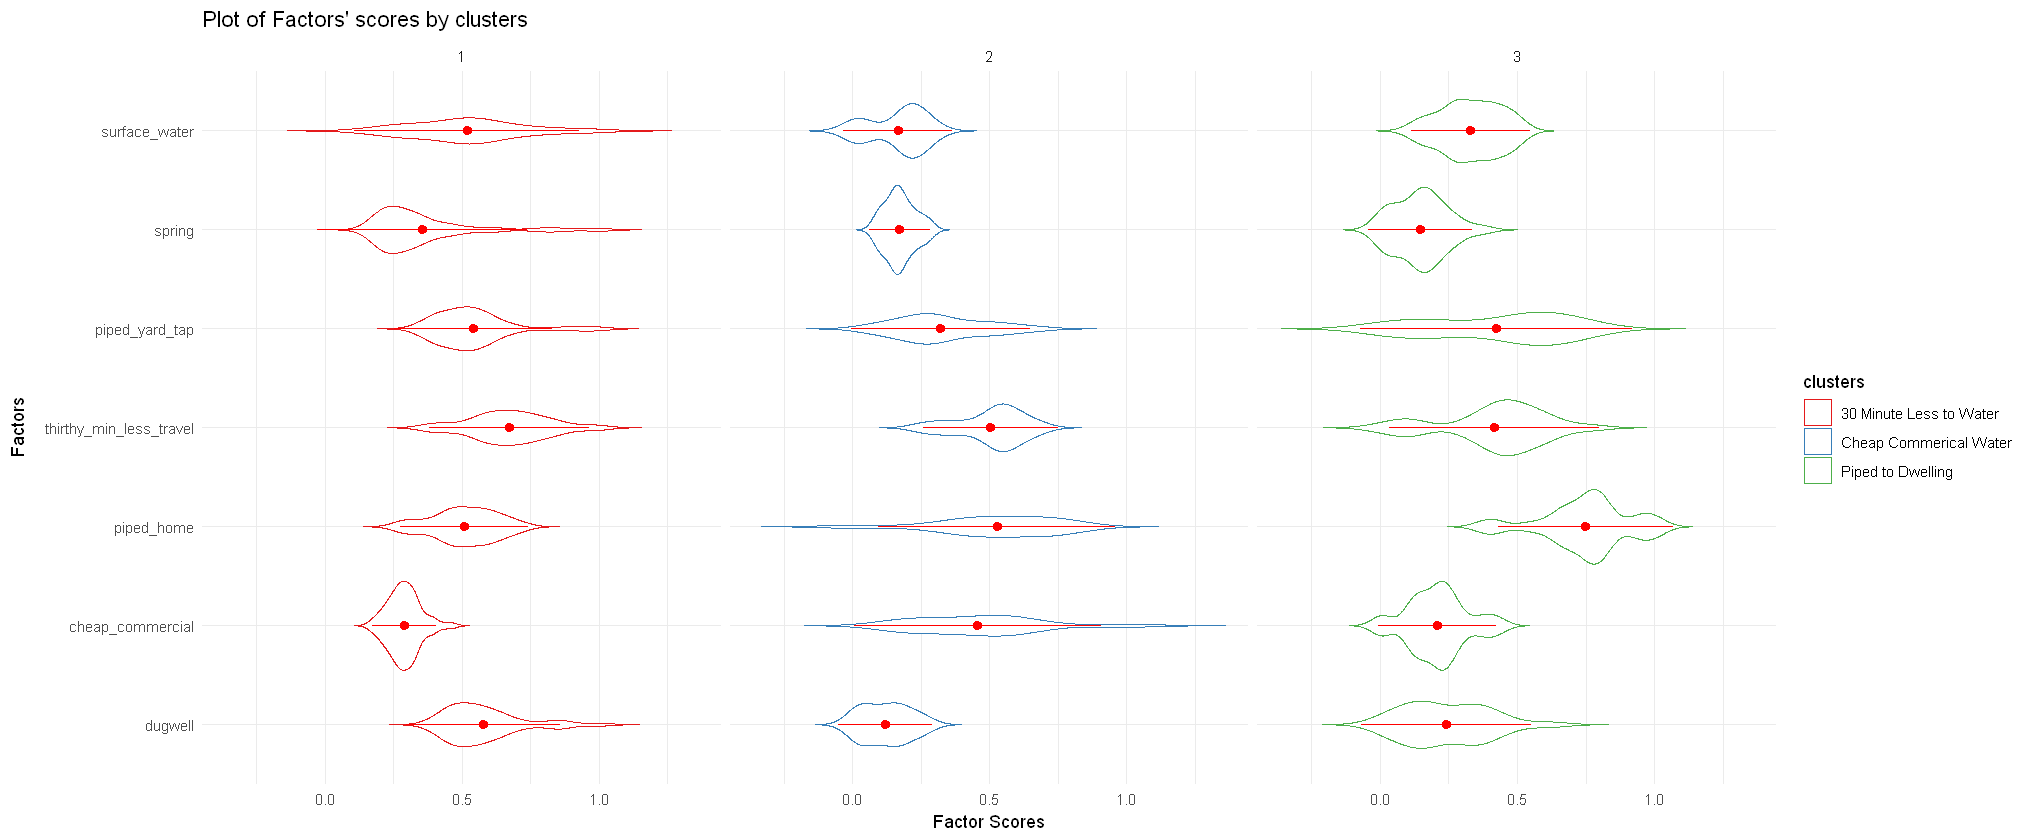 Plot of Factors' scores by clusters
1
2
3
surface_water
spring
piped_yard_tap
thirthy_min_less_travel
piped_home
cheap_commercial
dugwell
Factors
0.0 0.5 1.0
0.0 0.5 1.0
0.0 0.5 1.0
Factor Scores
clusters
30 Minute Less to Water
Cheap Commerical Water
Piped to Dwelling